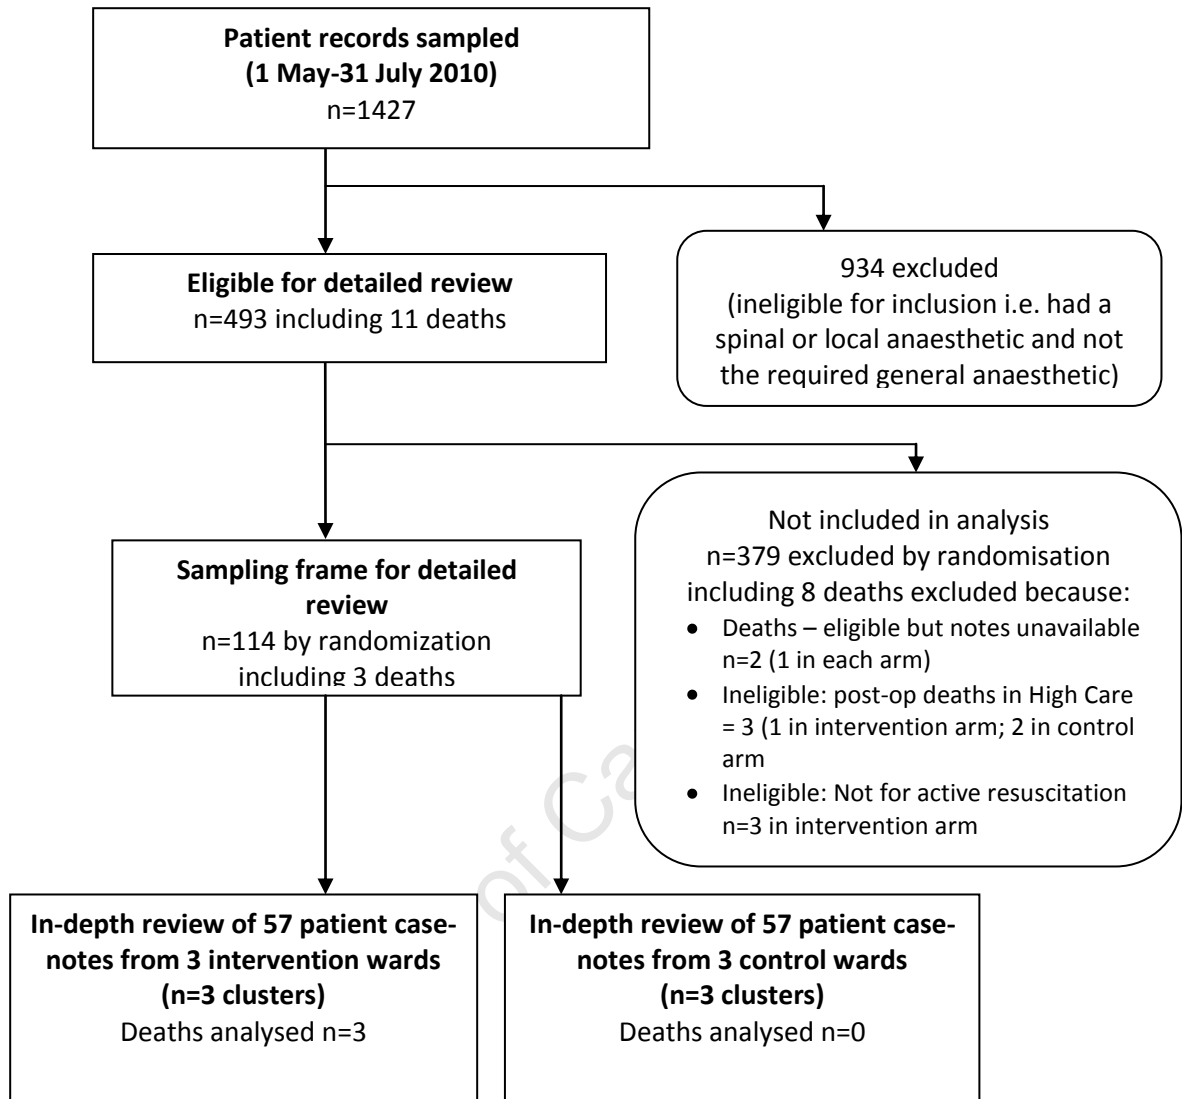 Patient records sampled
(1 May-31 July 2010)
n=1427
934 excluded
(ineligible for inclusion i.e. had a
spinal or local anaesthetic and not
the required general anaesthetic)
Eligible for detailed review
n=493 including 11 deaths
Not included in analysis
n=379 excluded by randomisation
including 8 deaths excluded because:
• Deaths – eligible but notes unavailable
n=2 (1 in each arm)
• Ineligible: post-op deaths in High Care
= 3 (1 in intervention arm; 2 in control
arm
• Ineligible: Not for active resuscitation
n=3 in intervention arm
Sampling frame for detailed
review
n=114 by randomization
including 3 deaths
of Ca
In-depth review of 57 patient case-
notes from 3 intervention wards
(n=3 clusters)
Deaths analysed n=3
In-depth review of 57 patient case-
notes from 3 control wards
(n=3 clusters)
Deaths analysed n=0